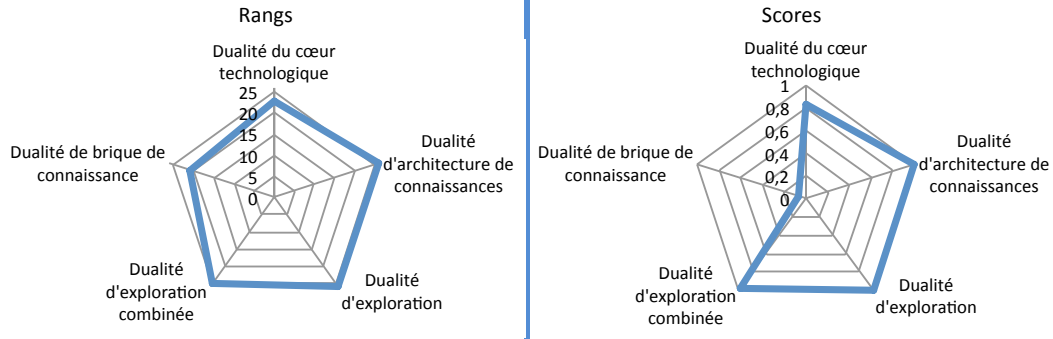 Rangs
Dualité du cœur
technologique
25
20
15
10
5
0
Dualité
d'architecture de
connaissances
Dualité
d'exploration
Dualité
d'exploration
combinée
Dualité de brique de
connaissance
Scores
Dualité du cœur
technologique
1
0,8
0,6
0,4
0,2
0
Dualité
d'architecture de
connaissances
Dualité
d'exploration
Dualité
d'exploration
combinée
Dualité de brique de
connaissance